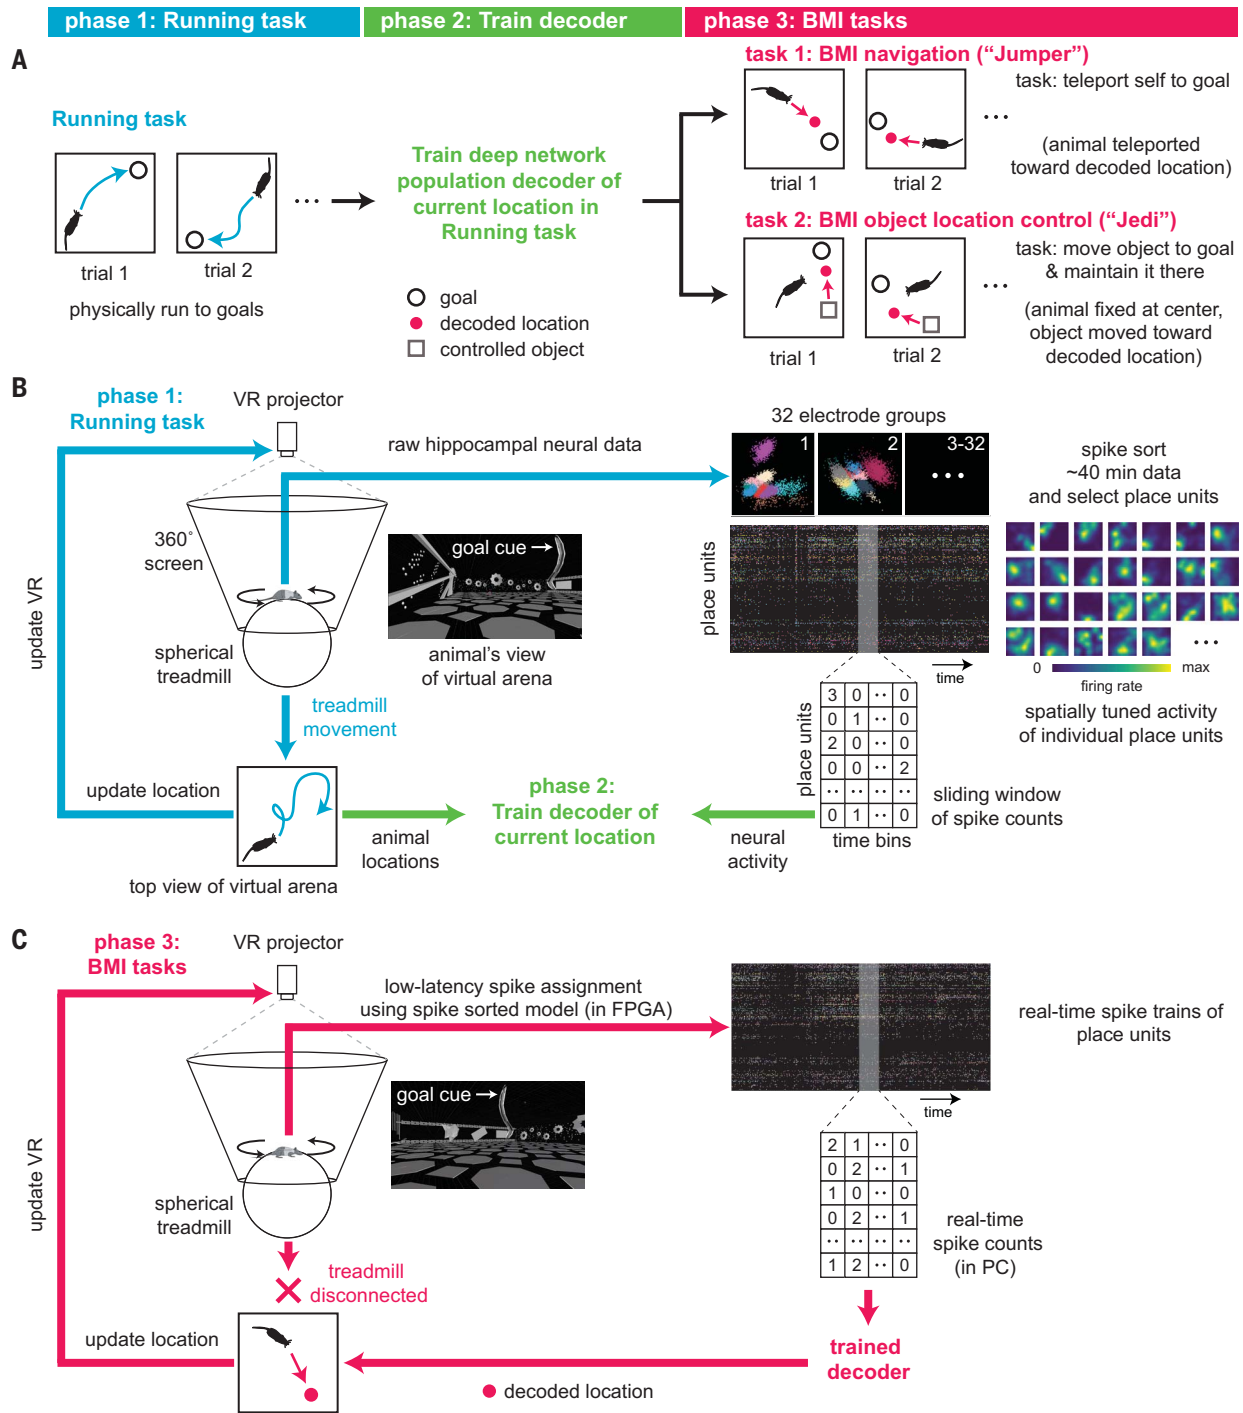 phase 1: Running task
phase 2: Train decoder
phase 3: BMI tasks
A
Running task
trial 1
trial 2
physically run to goals
Train deep network
population decoder of
current location in
Running task
goal
decoded location
controlled object
task 1: BMI navigation (“Jumper”)
trial 1
trial 2
task: teleport self to goal
(animal teleported
toward decoded location)
task 2: BMI object location control (“Jedi”)
trial 1
trial 2
task: move object to goal
& maintain it there
(animal fixed at center,
object moved toward
decoded location)
B
phase 1:
Running task
VR projector
raw hippocampal neural data
32 electrode groups
1
2
3-32
spike sort
~40 min data
and select place units
360°
screen
goal cue
update VR
spherical
treadmill
animal's view
of virtual arena
place units
time
0
max
firing rate
spatially tuned activity
of individual place units
treadmill
movement
update location
top view of virtual arena
animal
locations
phase 2:
Train decoder of
current location
neural
activity
place units
3 0 ·· 0
0 1 ·· 0
2 0 ·· 0
0 0 ·· 2
·· ·· ·· ··
0 1 ·· 0
time bins
sliding window
of spike counts
C
phase 3:
BMI tasks
VR projector
low-latency spike assignment
using spike sorted model (in FPGA)
real-time spike trains of
place units
goal cue
time
update VR
spherical
treadmill
2 1 ·· 0
0 2 ·· 1
1 0 ·· 0
0 2 ·· 1
·· ·· ·· ··
1 2 ·· 0
real-time
spike counts
(in PC)
treadmill
disconnected
update location
decoded location
trained
decoder